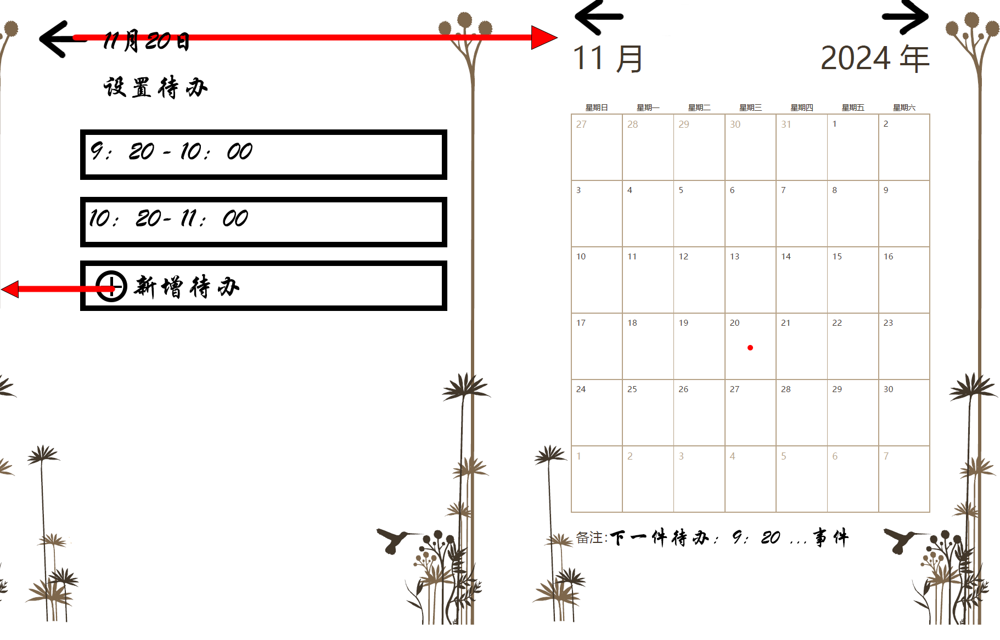 11月20日
设置待办
9：20 - 10：00
10：20- 11：00
新增待办
11 月 2024 年
星期日 星期一 星期二 星期三 星期四 星期五 星期六
27 28 29 30 31 1 2
3 4 5 6 7 8 9
10 11 12 13 14 15 16
17 18 19 20 21 22 23
24 25 26 27 28 29 30
1 2 3 4 5 6 7
备注:下一件待办：9：20 ...事件